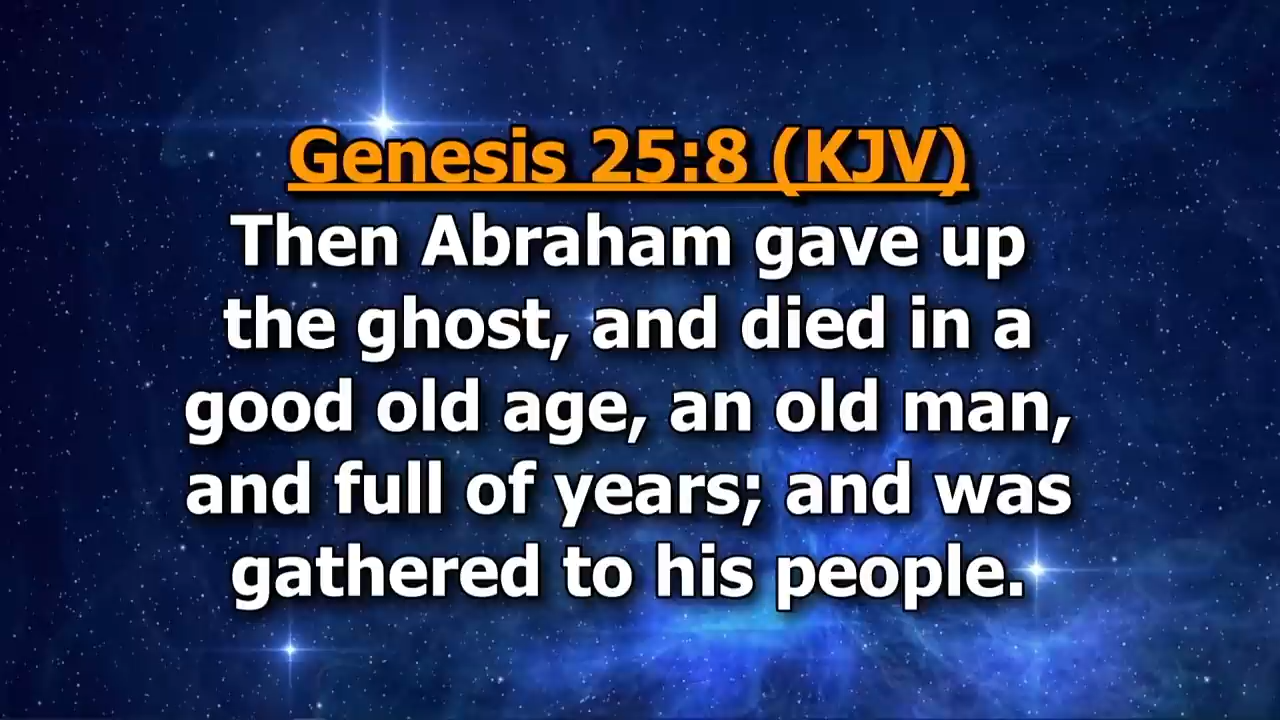 Genesis 25:8 (KJV)
Then Abraham gave up
the ghost, and died in a
good old age, an old man,
and full of years; and was
gathered to his people.